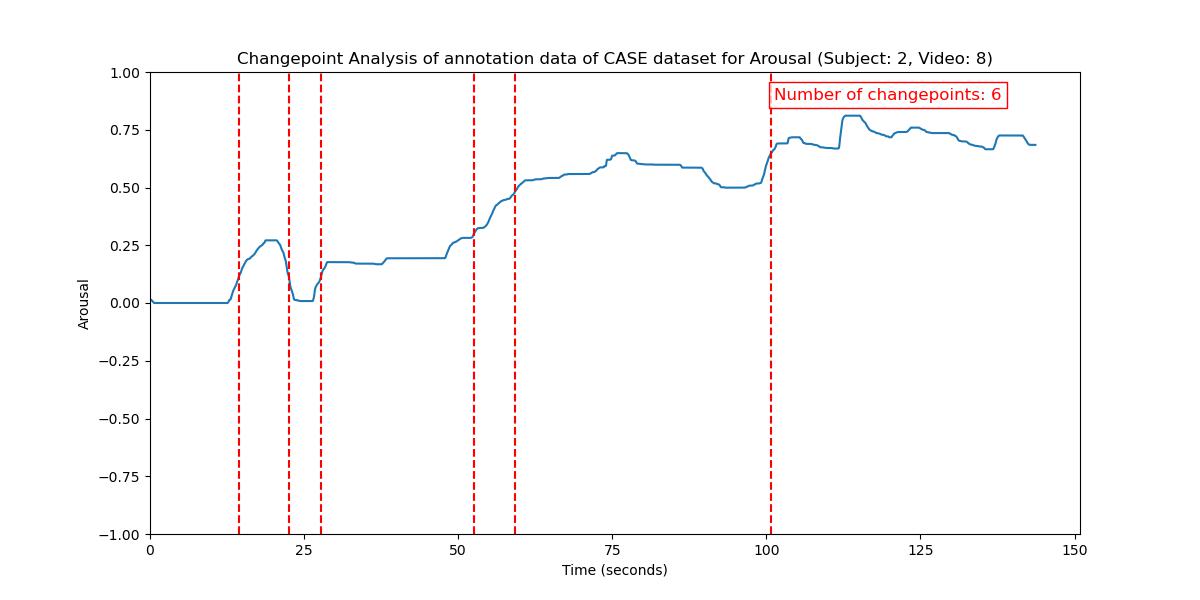 Changepoint Analysis of annotation data of CASE dataset for Arousal (Subject: 2, Video: 8)
Number of changepoints: 6
1.00
0.75
0.50
0.25
0.00
−0.25
−0.50
−0.75
−1.00
Arousal
0 25 50 75 100 125 150
Time (seconds)